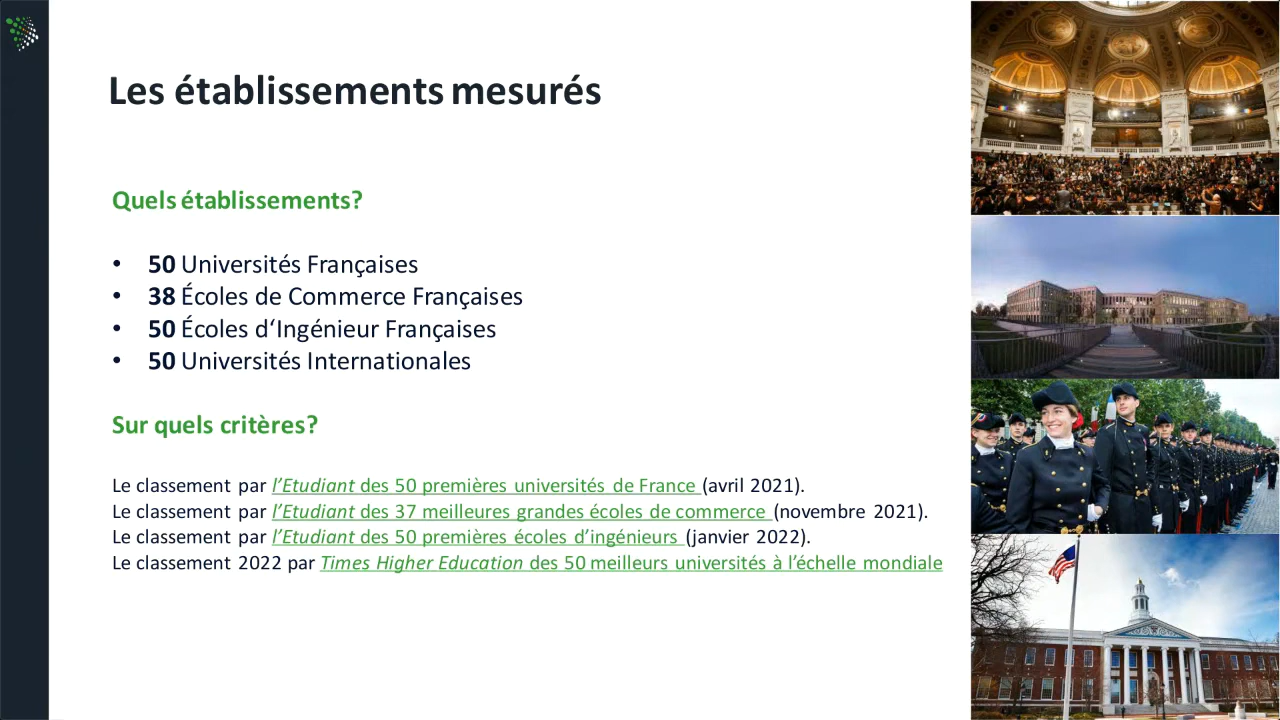 Les établissements mesurés
Quels établissements?
• 50 Universités Françaises
• 38 Écoles de Commerce Françaises
• 50 Écoles d‘Ingénieur Françaises
• 50 Universités Internationales
Sur quels critères?
Le classement par l’Etudiant des 50 premières universités de France (avril 2021).
Le classement par l’Etudiant des 37 meilleures grandes écoles de commerce (novembre 2021).
Le classement par l’Etudiant des 50 premières écoles d’ingénieurs (janvier 2022).
Le classement 2022 par Times Higher Education des 50 meilleurs universités à l’échelle mondiale